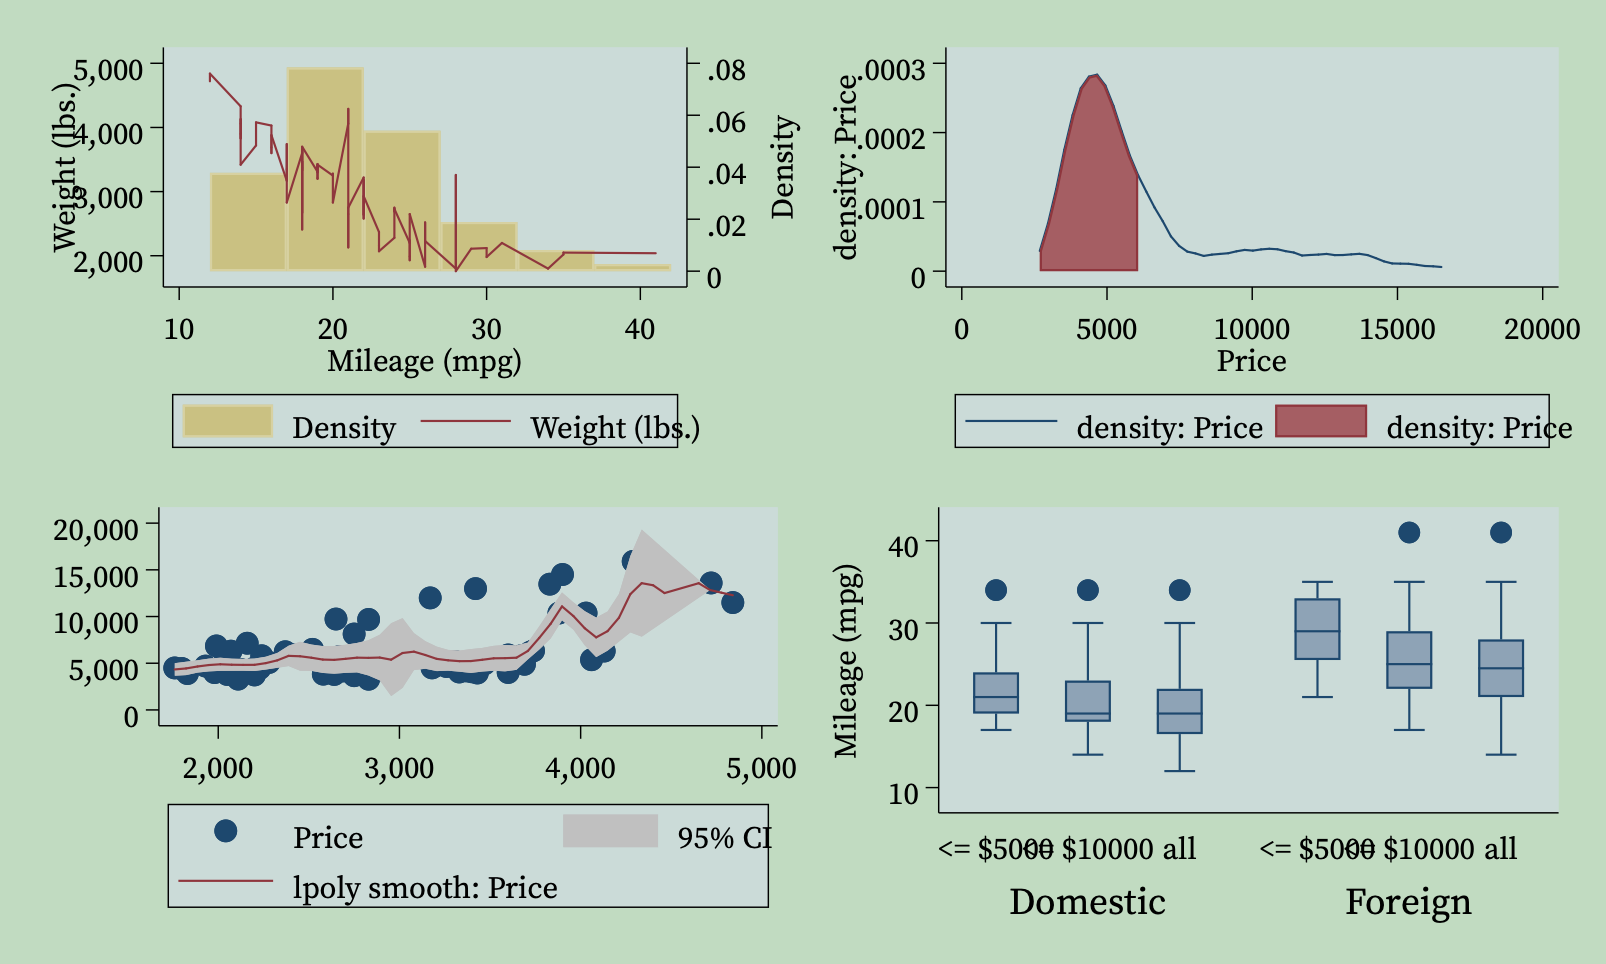 5,000
4,000
3,000
2,000
Weight (lbs.)
.08
.06
.04
.02
0
Density
10 20 30 40
Mileage (mpg)
Density Weight (lbs.)
.0003
.0002
.0001
0
density: Price
0 5000 10000 15000 20000
Price
density: Price density: Price
20,000
15,000
10,000
5,000
0
2,000 3,000 4,000 5,000
Price 95% CI
lpoly smooth: Price
40
30
20
10
Mileage (mpg)
<= $5000 <= $10000 all <= $5000 <= $10000 all
Domestic Foreign